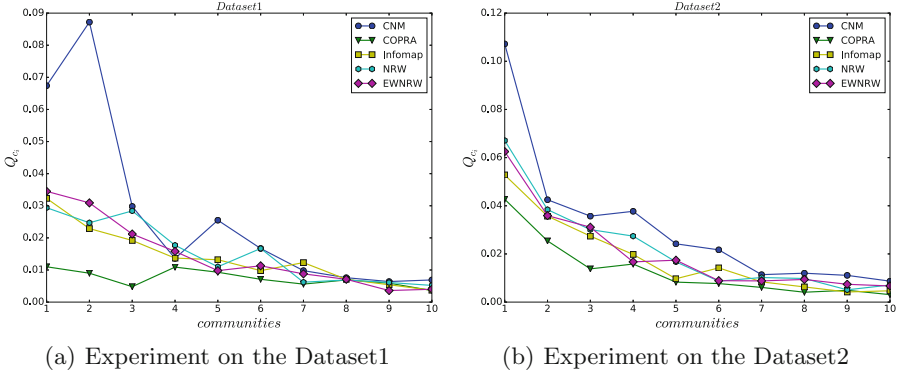 Dataset1
0.09
0.08
0.07
0.06
0.05
0.04
0.03
0.02
0.01
0.00
Q_{c_i}
CNM
COPRA
Infomap
NRW
EWNRW
1 2 3 4 5 6 7 8 9 10
communities
(a) Experiment on the Dataset1
Dataset2
0.12
0.10
0.08
0.06
0.04
0.02
0.00
Q_{c_i}
CNM
COPRA
Infomap
NRW
EWNRW
1 2 3 4 5 6 7 8 9 10
communities
(b) Experiment on the Dataset2